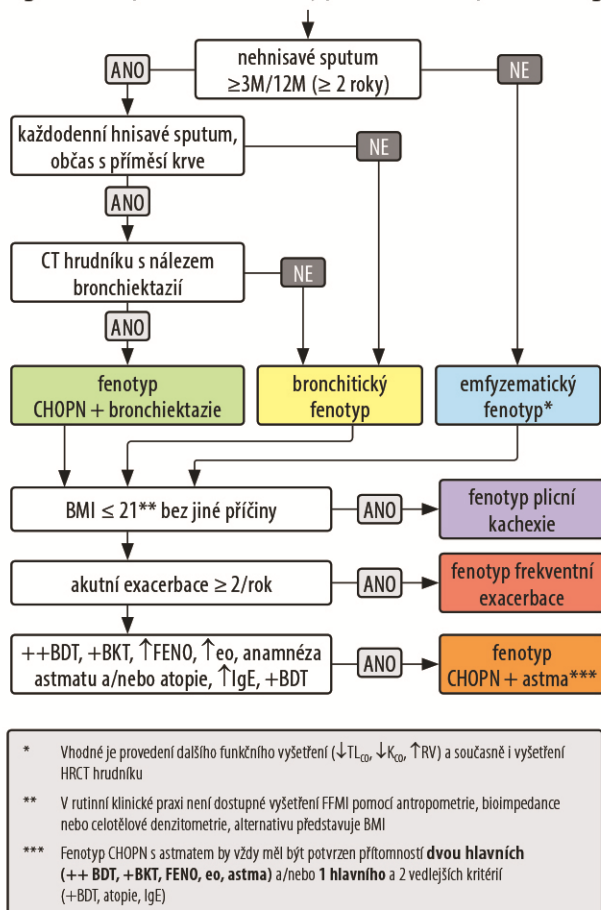 nehnisavé sputum
≥3M/12M (≥ 2 roky)
ANO
NE
každodenní hnisavé sputum,
občas s příměsí krve
NE
ANO
CT hrudníku s nálezem
bronchiektazií
NE
ANO
fenotyp
CHOPN + bronchiektazie
bronchitický
fenotyp
emfyzematický
fenotyp*
BMI ≤ 21** bez jiné příčiny
ANO
fenotyp plicní
kachexie
akutní exacerbace ≥ 2/rok
ANO
fenotyp frekventní
exacerbace
++BDT, +BKT, ↑FENO, ↑eo, anamnéza
astmatu a/nebo atopie, ↑IgE, +BDT
ANO
fenotyp
CHOPN + astma***
* Vhodné je provedení dalšího funkčního vyšetření (↓TLCO, ↓KCO, ↑RV) a současně i vyšetření
HRCT hrudníku
** V rutinní klinické praxi není dostupné vyšetření FFMI pomocí antropometrie, bioimpedance
nebo celotělové denzitometrie, alternativu představuje BMI
*** Fenotyp CHOPN s astmatem by vždy měl být potvrzen přítomností dvou hlavních
(++ BDT, +BKT, FENO, eo, astma) a/nebo 1 hlavního a 2 vedlejších kritérií
(+BDT, atopie, IgE)